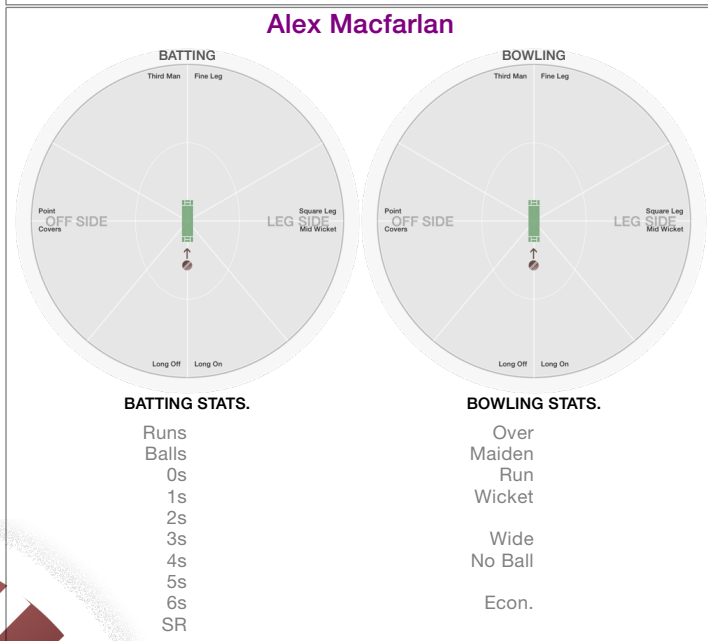 Alex Macfarlan
BATTING
Third Man Fine Leg
Point
OFF SIDE
Covers
Square Leg
LEG SIDE
Mid Wicket
Long Off Long On
BOWLING
Third Man Fine Leg
Point
OFF SIDE
Covers
Square Leg
LEG SIDE
Mid Wicket
Long Off Long On
BATTING STATS.
Runs
Balls
0s
1s
2s
3s
4s
5s
6s
SR
BOWLING STATS.
Over
Maiden
Run
Wicket
Wide
No Ball
Econ.